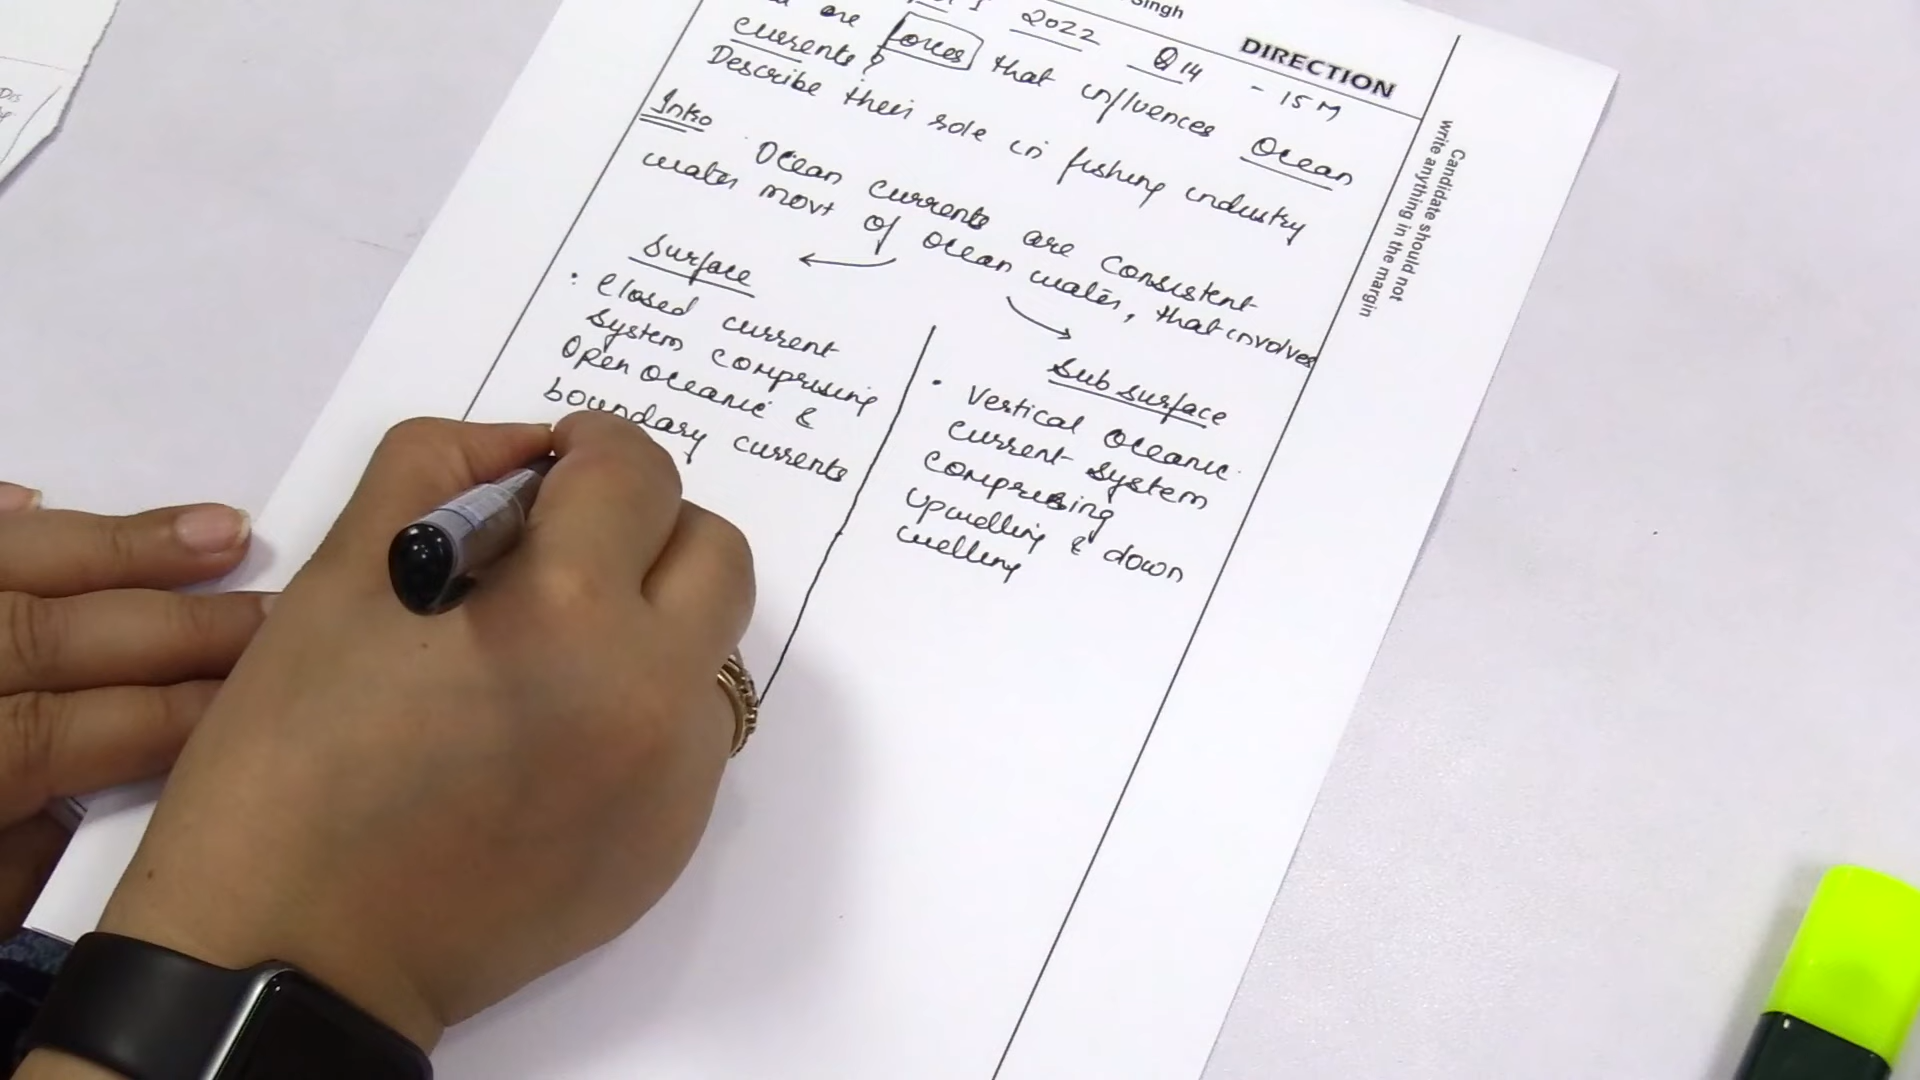 Singh
DIRECTION
2022 Q14 - 15M
are forces that influences Ocean
currents?
Describe their role in fishing industry
Intro
Ocean currents are consistent
water movt of ocean water, that involves
Surface
: Closed current
system comprising
Open Oceanic &
boundary currents
Sub surface
• Vertical Oceanic
current system
comprising
upwelling & down
welling
Candidate should not
write anything in the margin